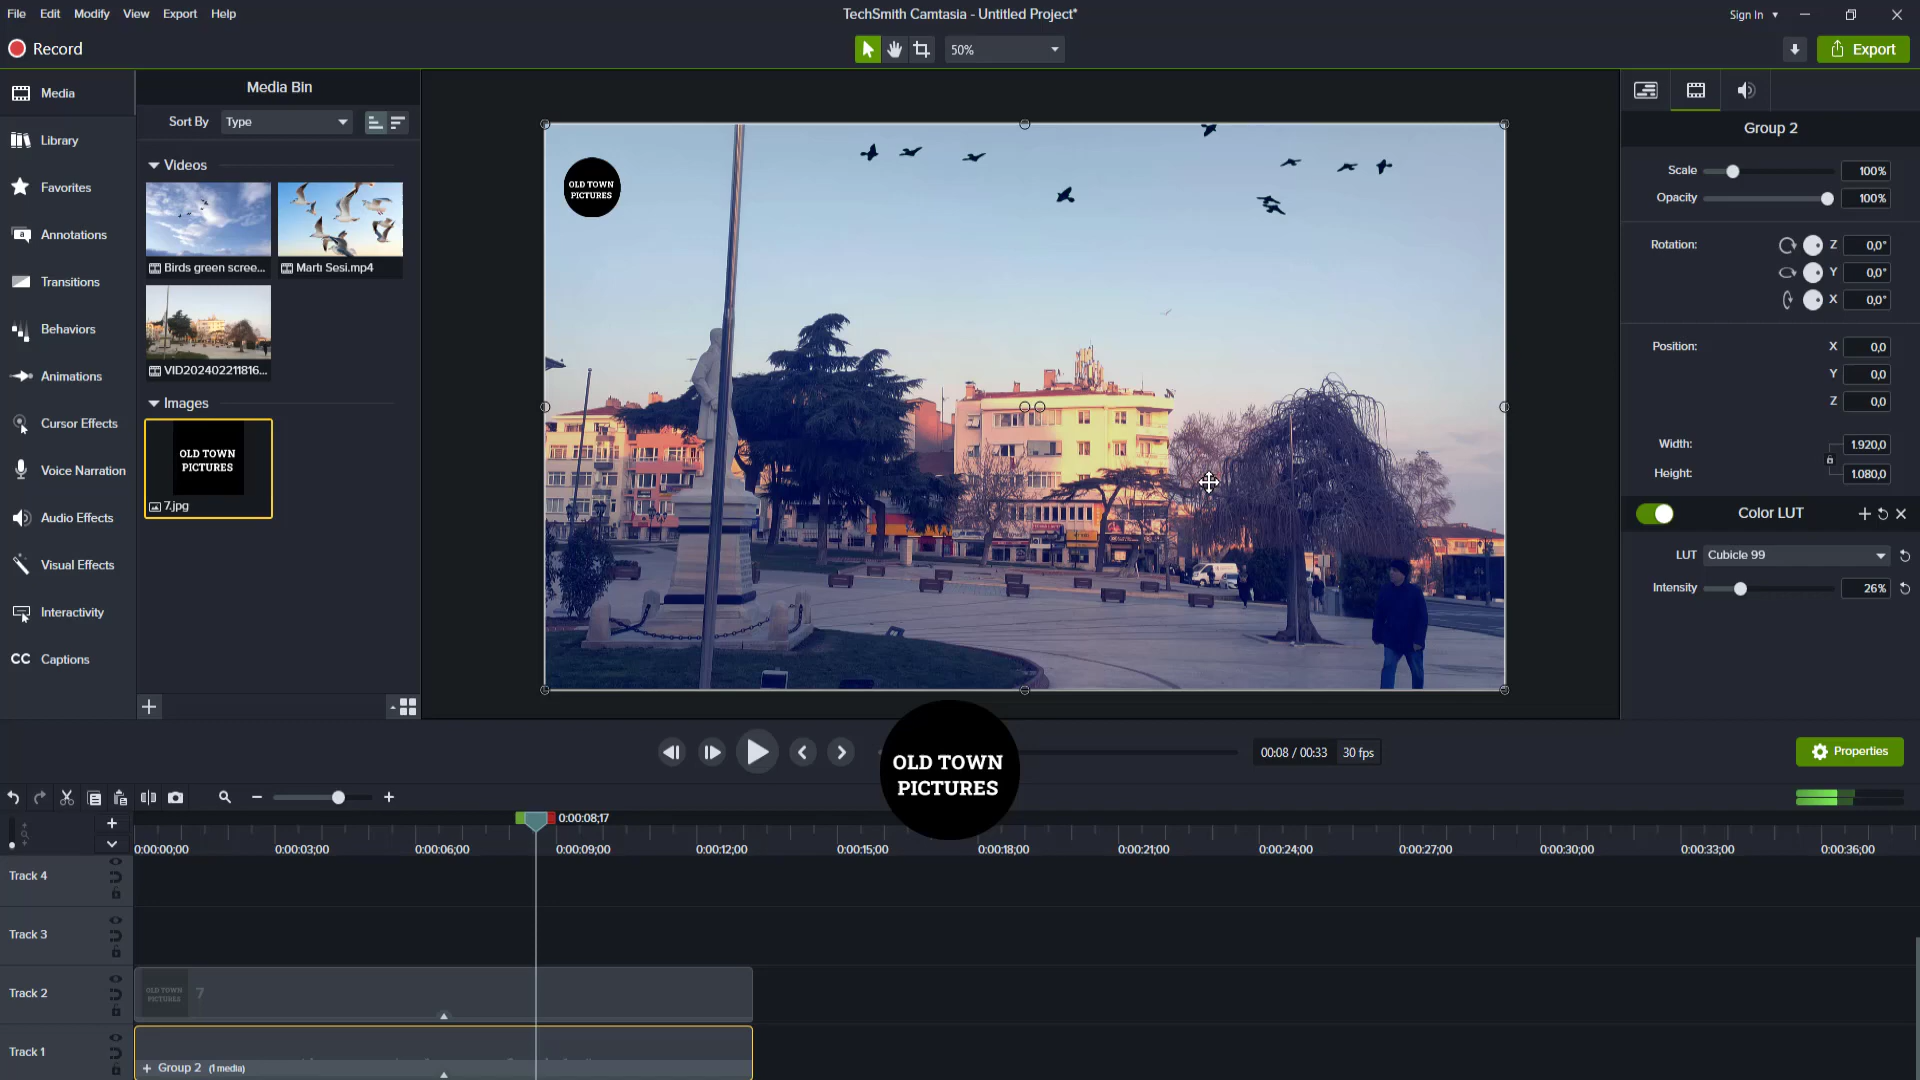 File Edit Modify View Export Help
TechSmith Camtasia - Untitled Project*
Sign In
Record
50%
Export
Media
Library
Favorites
Annotations
Transitions
Behaviors
Animations
Cursor Effects
Voice Narration
Audio Effects
Visual Effects
Interactivity
CC Captions
Media Bin
Sort By Type
Videos
Birds green scree...
Martı Sesi.mp4
VID202402211816...
Images
OLD TOWN
PICTURES
7.jpg
OLD TOWN
PICTURES
Group 2
Scale 100%
Opacity 100%
Rotation: Z 0,0°
Y 0,0°
X 0,0°
Position: X 0,0
Y 0,0
Z 0,0
Width: 1.920,0
Height: 1.080,0
Color LUT
LUT Cubicle 99
Intensity 26%
OLD TOWN
PICTURES
00:08 / 00:33 30 fps
Properties
0:00:08;17
0:00:00;00 0:00:03;00 0:00:06;00 0:00:09;00 0:00:12;00 0:00:15;00 0:00:18;00 0:00:21;00 0:00:24;00 0:00:27;00 0:00:30;00 0:00:33;00 0:00:36;00
Track 4
Track 3
Track 2
OLD TOWN
PICTURES
7
Track 1
Group 2 (1 media)